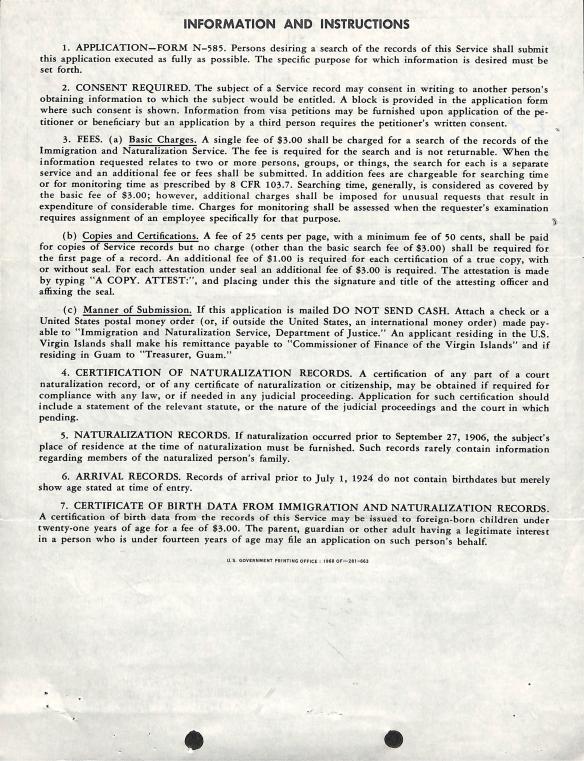 INFORMATION AND INSTRUCTIONS
1. APPLICATION—FORM N-585. Persons desiring a search of the records of this Service shall submit
this application executed as fully as possible. The specific purpose for which information is desired must be
set forth.
2. CONSENT REQUIRED. The subject of a Service record may consent in writing to another person's
obtaining information to which the subject would be entitled. A block is provided in the application form
where such consent is shown. Information from visa petitions may be furnished upon application of the pe-
titioner or beneficiary but an application by a third person requires the petitioner's written consent.
3. FEES. (a) Basic Charges. A single fee of $3.00 shall be charged for a search of the records of the
Immigration and Naturalization Service. The fee is required for the search and is not returnable. When the
information requested relates to two or more persons, groups, or things, the search for each is a separate
service and an additional fee or fees shall be submitted. In addition fees are chargeable for searching time
or for monitoring time as prescribed by 8 CFR 103.7. Searching time, generally, is considered as covered by
the basic fee of $3.00; however, additional charges shall be imposed for unusual requests that result in
expenditure of considerable time. Charges for monitoring shall be assessed when the requester's examination
requires assignment of an employee specifically for that purpose.
(b) Copies and Certifications. A fee of 25 cents per page, with a minimum fee of 50 cents, shall be paid
for copies of Service records but no charge (other than the basic search fee of $3.00) shall be required for
the first page of a record. An additional fee of $1.00 is required for each certification of a true copy, with
or without seal. For each attestation under seal an additional fee of $3.00 is required. The attestation is made
by typing "A COPY. ATTEST:", and placing under this the signature and title of the attesting officer and
affixing the seal.
(c) Manner of Submission. If this application is mailed DO NOT SEND CASH. Attach a check or a
United States postal money order (or, if outside the United States, an international money order) made pay-
able to "Immigration and Naturalization Service, Department of Justice." An applicant residing in the U.S.
Virgin Islands shall make his remittance payable to "Commissioner of Finance of the Virgin Islands" and if
residing in Guam to "Treasurer, Guam."
4. CERTIFICATION OF NATURALIZATION RECORDS. A certification of any part of a court
naturalization record, or of any certificate of naturalization or citizenship, may be obtained if required for
compliance with any law, or if needed in any judicial proceeding. Application for such certification should
include a statement of the relevant statute, or the nature of the judicial proceedings and the court in which
pending.
5. NATURALIZATION RECORDS. If naturalization occurred prior to September 27, 1906, the subject's
place of residence at the time of naturalization must be furnished. Such records rarely contain information
regarding members of the naturalized person's family.
6. ARRIVAL RECORDS. Records of arrival prior to July 1, 1924 do not contain birthdates but merely
show age stated at time of entry.
7. CERTIFICATE OF BIRTH DATA FROM IMMIGRATION AND NATURALIZATION RECORDS.
A certification of birth data from the records of this Service may be issued to foreign-born children under
twenty-one years of age for a fee of $3.00. The parent, guardian or other adult having a legitimate interest
in a person who is under fourteen years of age may file an application on such person's behalf.
U.S. GOVERNMENT PRINTING OFFICE : 1968 OF—281-663